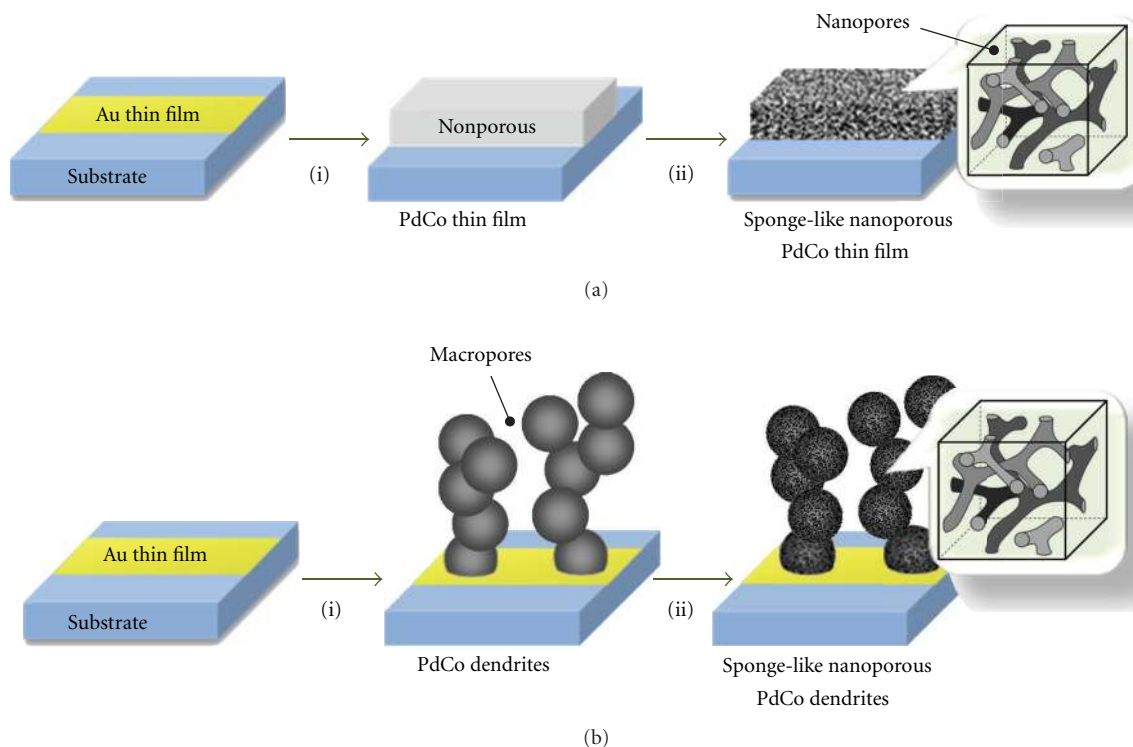 Nanopores
Au thin film
Nonporous
Substrate
(i)
(ii)
PdCo thin film
Sponge-like nanoporous
PdCo thin film
(a)
Macropores
Au thin film
Substrate
(i)
(ii)
PdCo dendrites
Sponge-like nanoporous
PdCo dendrites
(b)